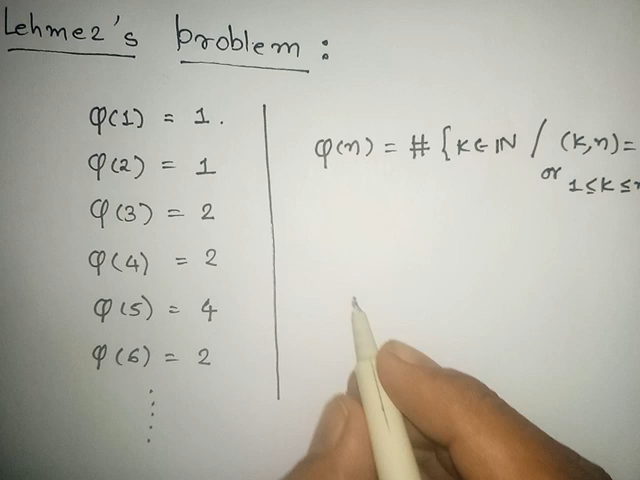 Lehmer's problem :
φ(1) = 1.
φ(2) = 1
φ(3) = 2
φ(4) = 2
φ(5) = 4
φ(6) = 2
φ(n) = # {k ∈ ℕ / (k,n) =
or 1 ≤ k ≤ n